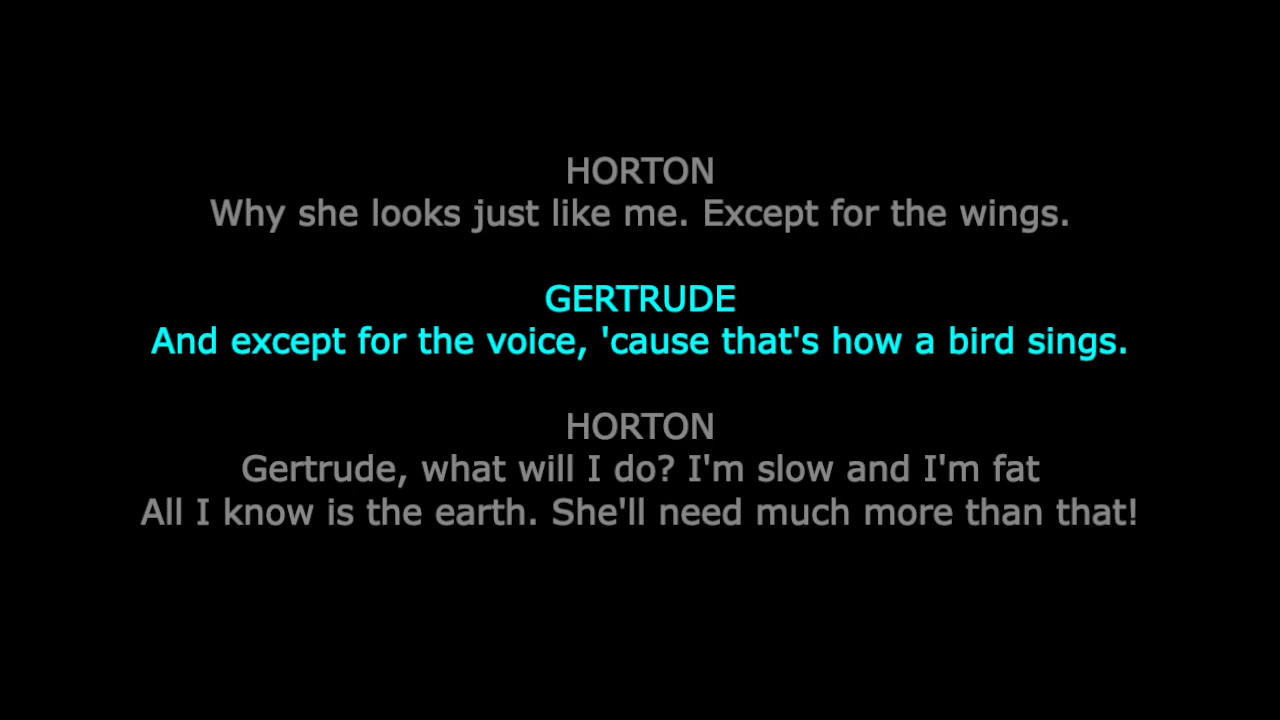 HORTON
Why she looks just like me. Except for the wings.
GERTRUDE
And except for the voice, 'cause that's how a bird sings.
HORTON
Gertrude, what will I do? I'm slow and I'm fat
All I know is the earth. She'll need much more than that!